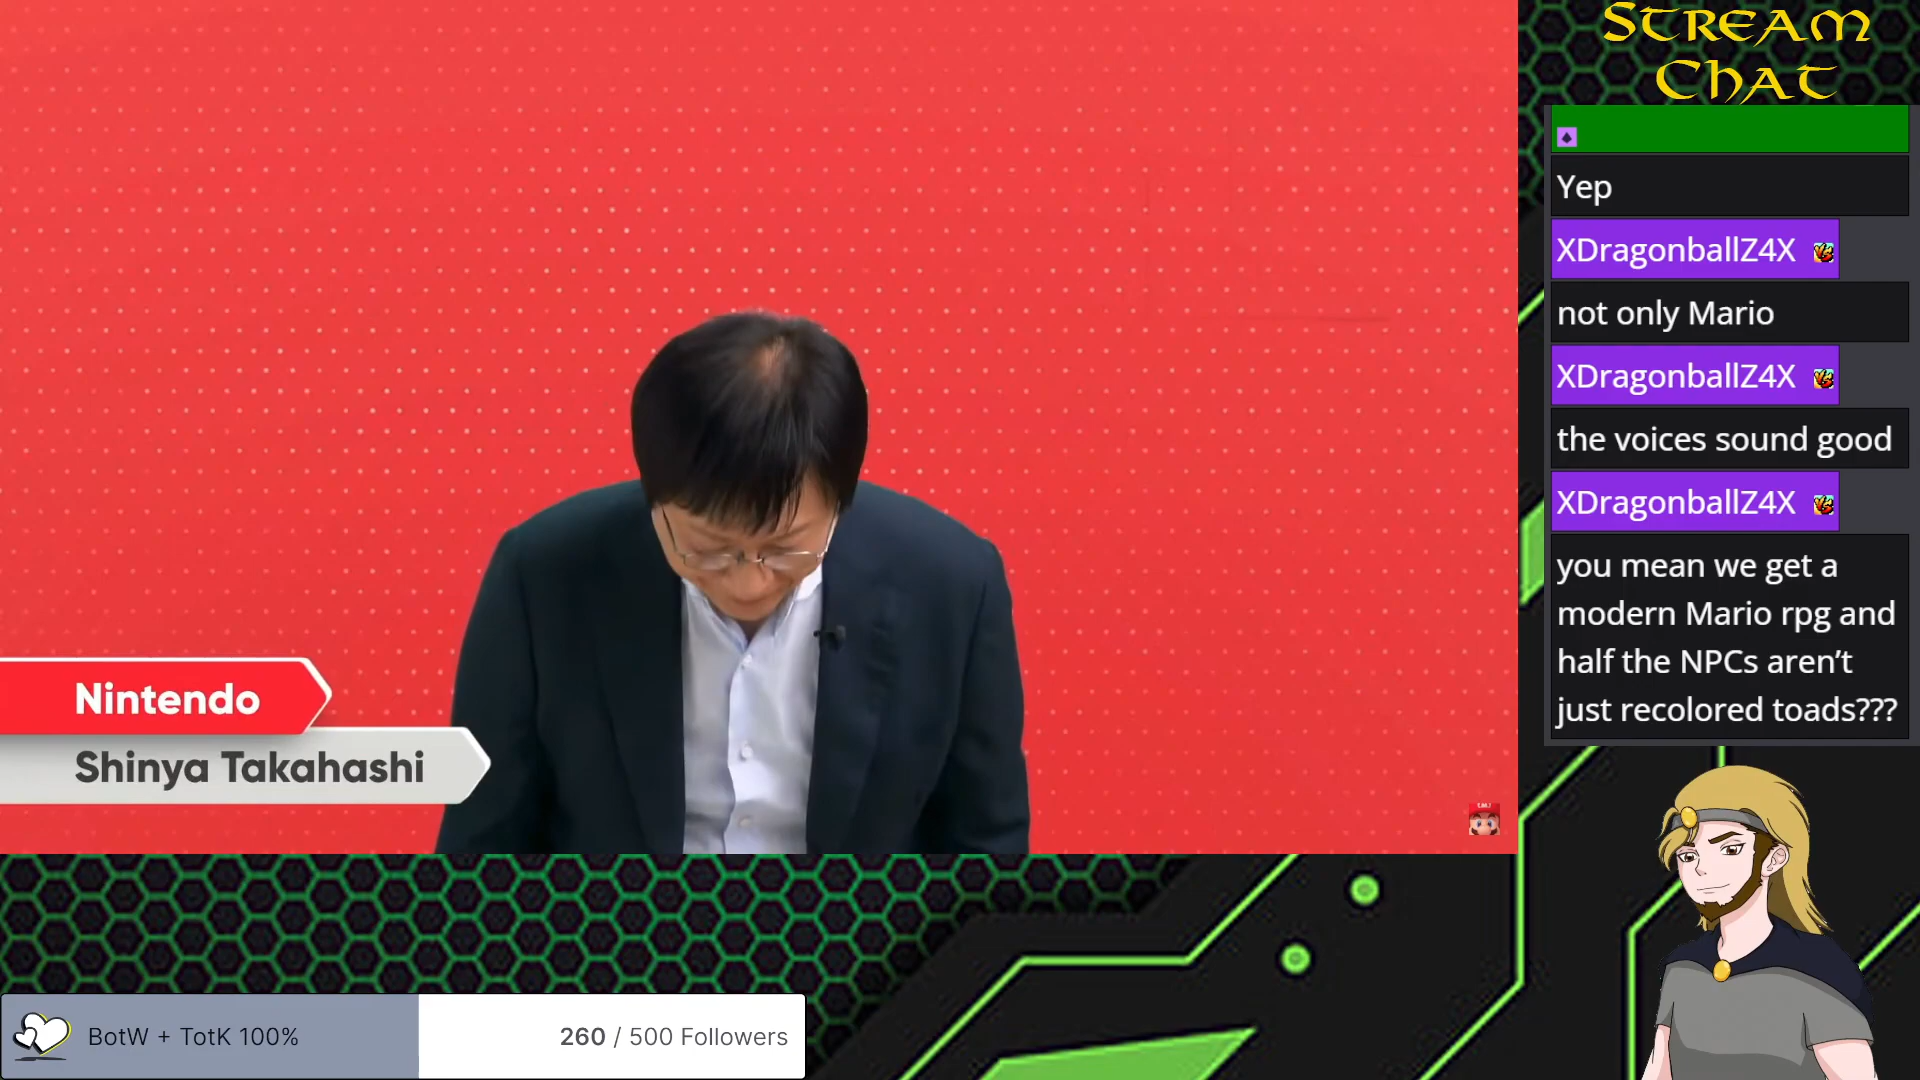 Stream
Chat
Yep
XDragonballZ4X
not only Mario
XDragonballZ4X
the voices sound good
XDragonballZ4X
you mean we get a
modern Mario rpg and
half the NPCs aren’t
just recolored toads???
Nintendo
Shinya Takahashi
BotW + TotK 100%
260 / 500 Followers